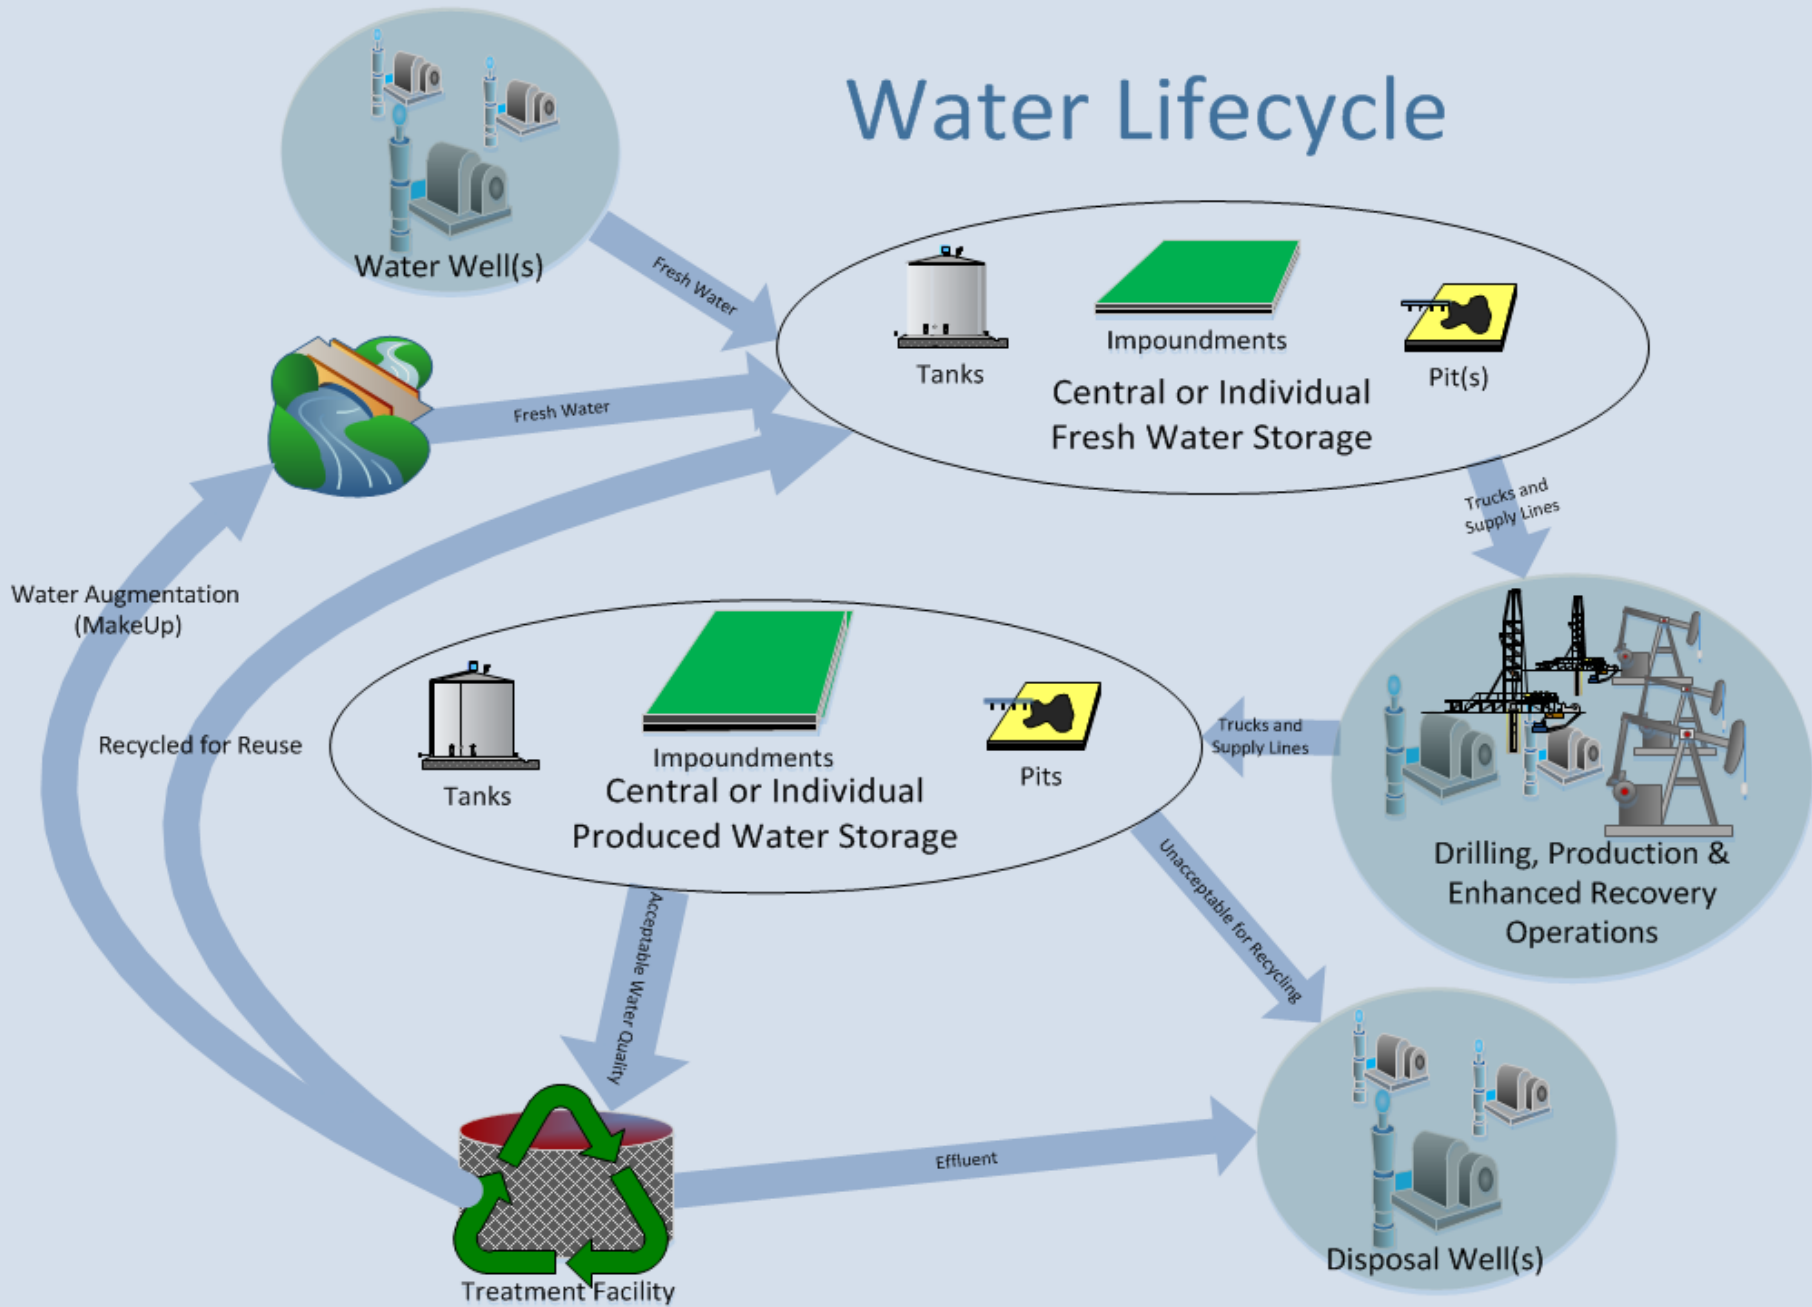 Water Lifecycle
Water Well(s)
Fresh Water
Tanks
Impoundments
Pit(s)
Central or Individual
Fresh Water Storage
Fresh Water
Trucks and
Supply Lines
Water Augmentation
(MakeUp)
Recycled for Reuse
Tanks
Impoundments
Pits
Central or Individual
Produced Water Storage
Trucks and
Supply Lines
Drilling, Production &
Enhanced Recovery
Operations
Acceptable Water Quality
Unacceptable for Recycling
Effluent
Treatment Facility
Disposal Well(s)